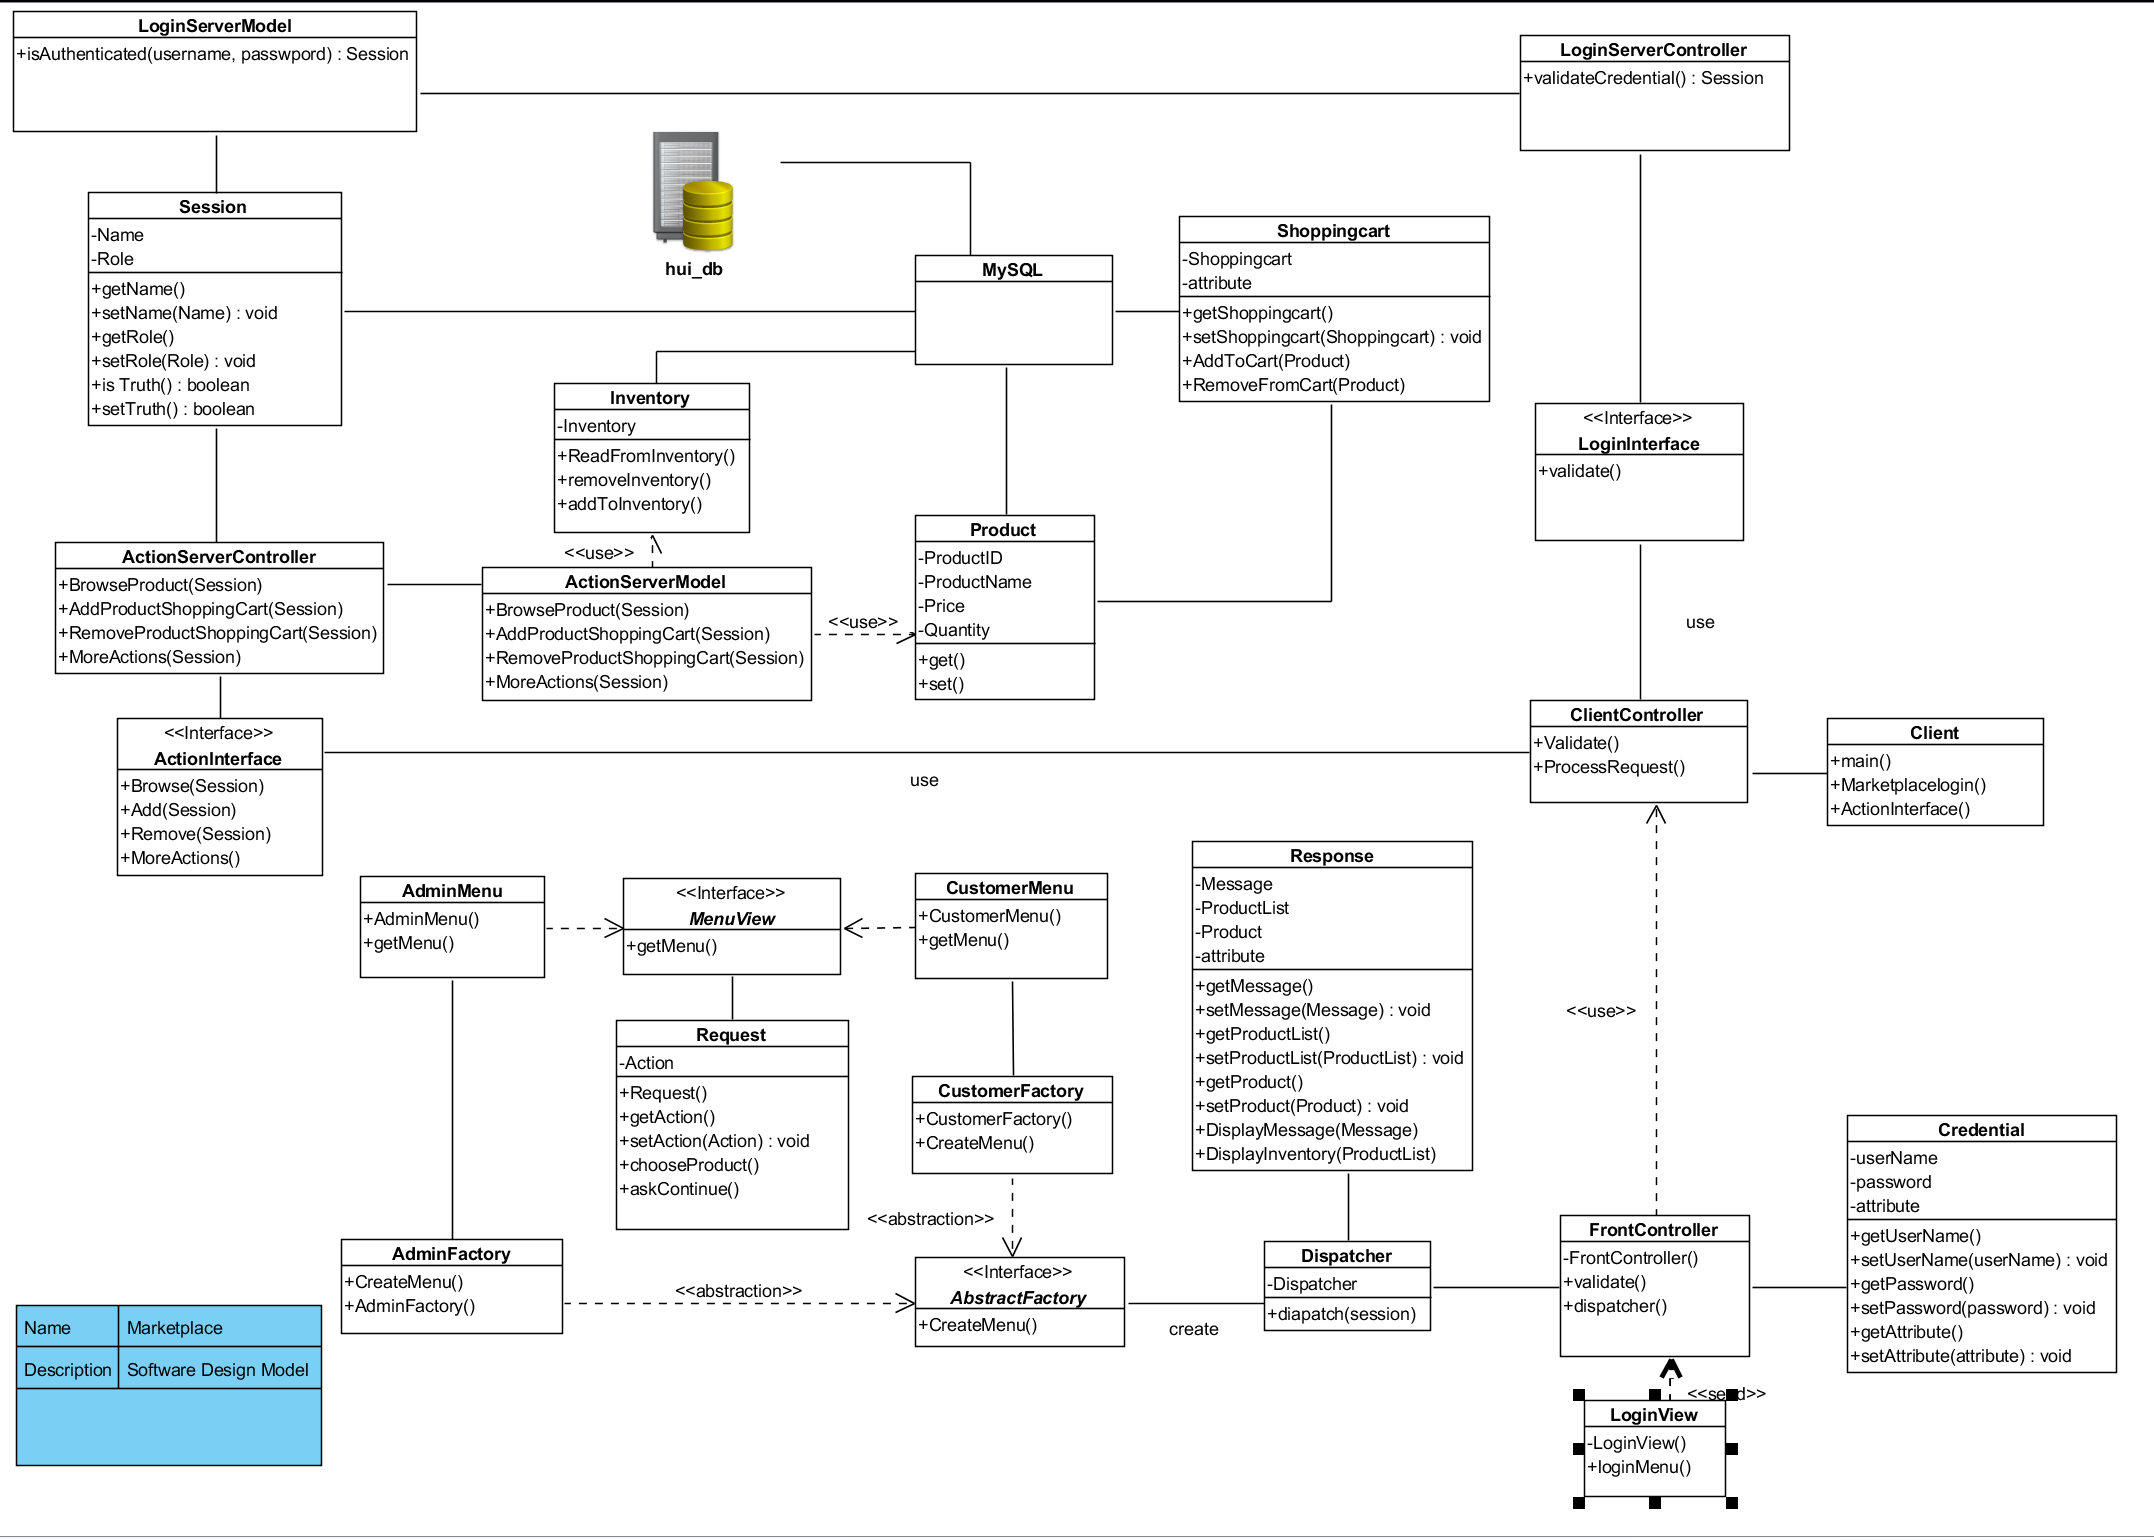 LoginServerModel
+isAuthenticated(username, passwpord) : Session
LoginServerController
+validateCredential() : Session
hui_db
Session
-Name
-Role
+getName()
+setName(Name) : void
+getRole()
+setRole(Role) : void
+is Truth() : boolean
+setTruth() : boolean
MySQL
Shoppingcart
-Shoppingcart
-attribute
+getShoppingcart()
+setShoppingcart(Shoppingcart) : void
+AddToCart(Product)
+RemoveFromCart(Product)
Inventory
-Inventory
+ReadFromInventory()
+removeInventory()
+addToInventory()
<<Interface>>
LoginInterface
+validate()
<<use>>
ActionServerController
+BrowseProduct(Session)
+AddProductShoppingCart(Session)
+RemoveProductShoppingCart(Session)
+MoreActions(Session)
ActionServerModel
+BrowseProduct(Session)
+AddProductShoppingCart(Session)
+RemoveProductShoppingCart(Session)
+MoreActions(Session)
<<use>>
Product
-ProductID
-ProductName
-Price
-Quantity
+get()
+set()
use
<<Interface>>
ActionInterface
+Browse(Session)
+Add(Session)
+Remove(Session)
+MoreActions()
use
ClientController
+Validate()
+ProcessRequest()
Client
+main()
+Marketplacelogin()
+ActionInterface()
AdminMenu
+AdminMenu()
+getMenu()
<<Interface>>
MenuView
+getMenu()
CustomerMenu
+CustomerMenu()
+getMenu()
Response
-Message
-ProductList
-Product
-attribute
+getMessage()
+setMessage(Message) : void
+getProductList()
+setProductList(ProductList) : void
+getProduct()
+setProduct(Product) : void
+DisplayMessage(Message)
+DisplayInventory(ProductList)
<<use>>
Request
-Action
+Request()
+getAction()
+setAction(Action) : void
+chooseProduct()
+askContinue()
CustomerFactory
+CustomerFactory()
+CreateMenu()
<<abstraction>>
Credential
-userName
-password
-attribute
+getUserName()
+setUserName(userName) : void
+getPassword()
+setPassword(password) : void
+getAttribute()
+setAttribute(attribute) : void
AdminFactory
+CreateMenu()
+AdminFactory()
<<abstraction>>
<<Interface>>
AbstractFactory
+CreateMenu()
create
Dispatcher
-Dispatcher
+diapatch(session)
FrontController
-FrontController()
+validate()
+dispatcher()
Name Marketplace
Description Software Design Model
LoginView
-LoginView()
+loginMenu()